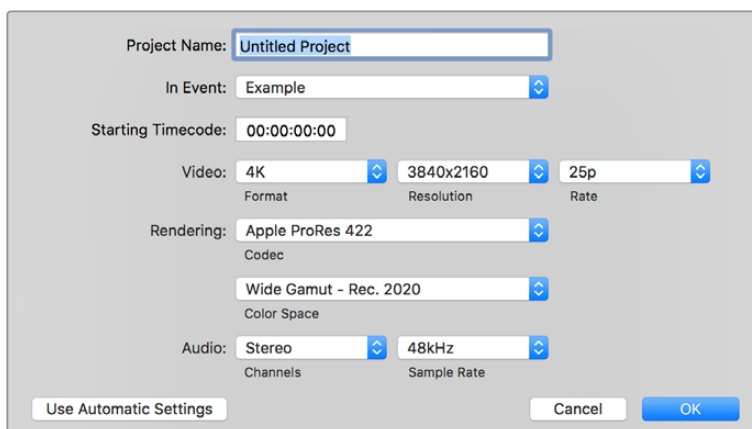 Project Name: Untitled Project
In Event: Example
Starting Timecode: 00:00:00:00
Video: 4K 3840x2160 25p
Format Resolution Rate
Rendering: Apple ProRes 422
Codec
Wide Gamut - Rec. 2020
Color Space
Audio: Stereo 48kHz
Channels Sample Rate
Use Automatic Settings Cancel OK